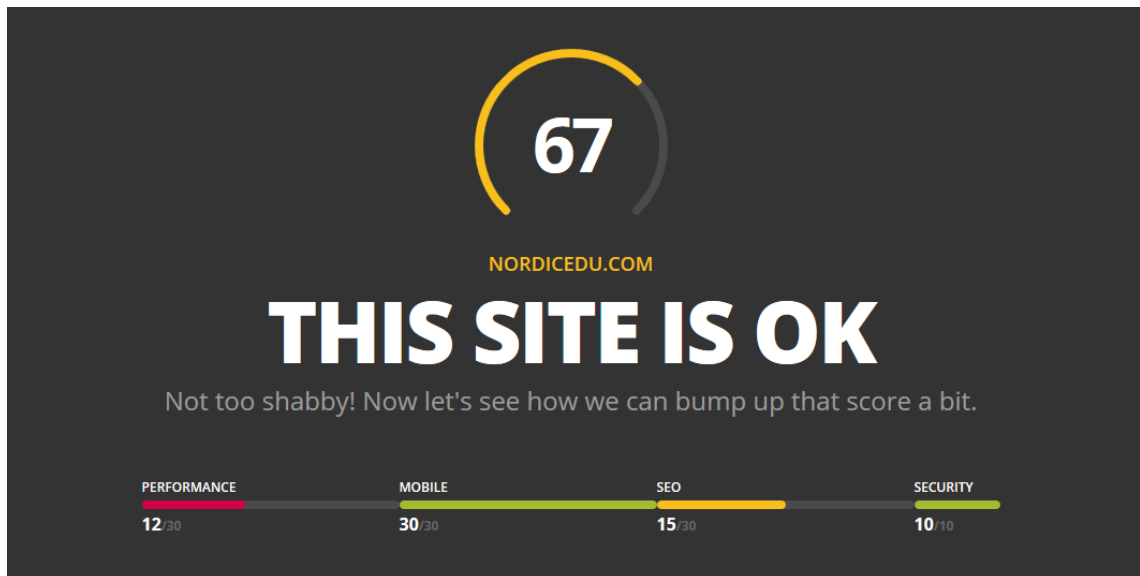 67
NORDICEDU.COM
THIS SITE IS OK
Not too shabby! Now let's see how we can bump up that score a bit.
PERFORMANCE MOBILE SEO SECURITY
12/30 30/30 15/30 10/10